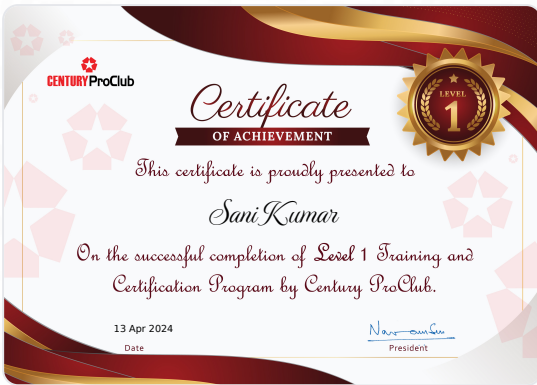 CENTURY ProClub
Certificate
OF ACHIEVEMENT
LEVEL
1
This certificate is proudly presented to
Sani Kumar
On the successful completion of Level 1 Training and
Certification Program by Century ProClub.
13 Apr 2024
Date
President